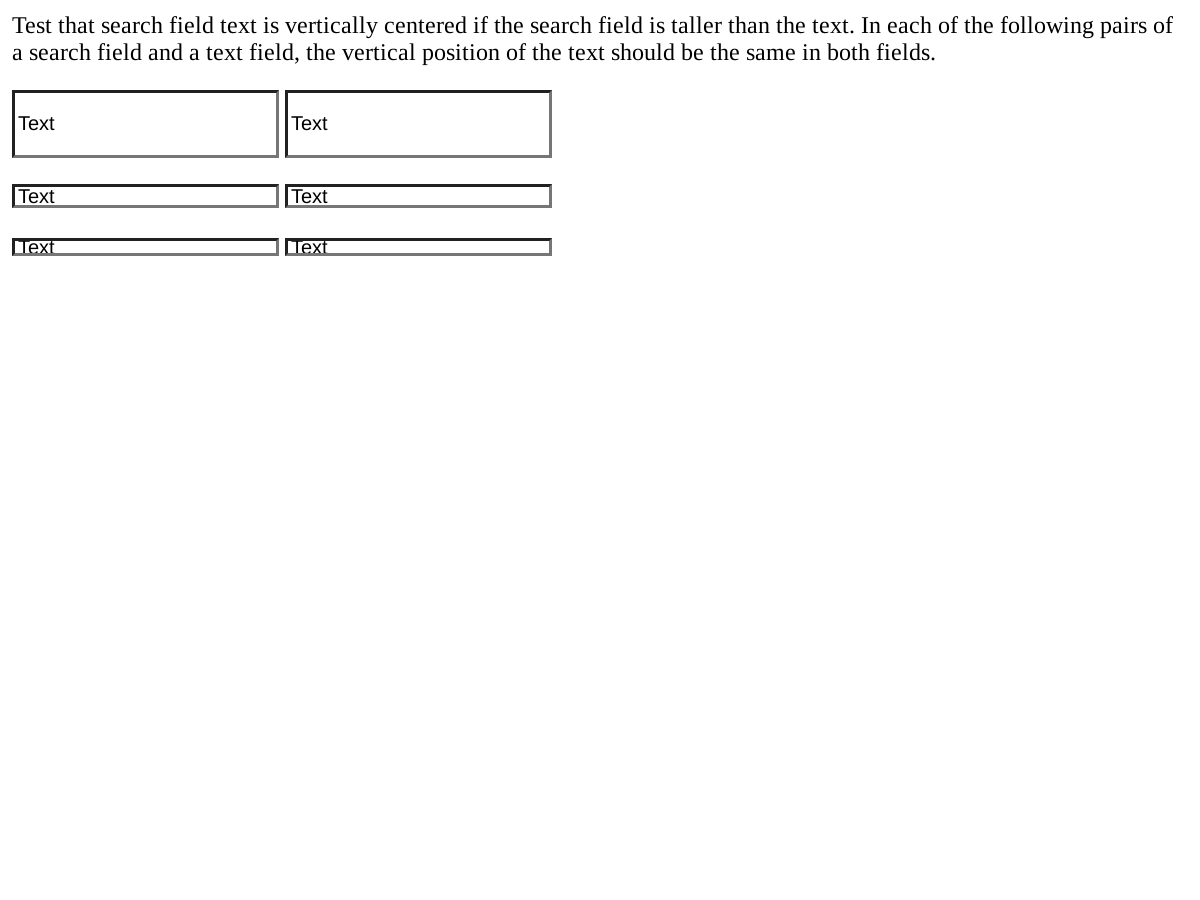 Test that search field text is vertically centered if the search field is taller than the text. In each of the following pairs of
a search field and a text field, the vertical position of the text should be the same in both fields.
Text Text
Text Text
Text Text